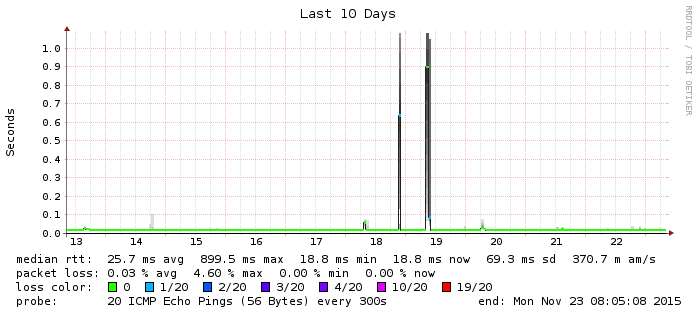 Last 10 Days
RRDTOOL / TOBI OETIKER
Seconds
1.0
0.9
0.8
0.7
0.6
0.5
0.4
0.3
0.2
0.1
0.0
13 14 15 16 17 18 19 20 21 22
median rtt: 25.7 ms avg 899.5 ms max 18.8 ms min 18.8 ms now 69.3 ms sd 370.7 m am/s
packet loss: 0.03 % avg 4.60 % max 0.00 % min 0.00 % now
loss color: 0 1/20 2/20 3/20 4/20 10/20 19/20
probe: 20 ICMP Echo Pings (56 Bytes) every 300s end: Mon Nov 23 08:05:08 2015